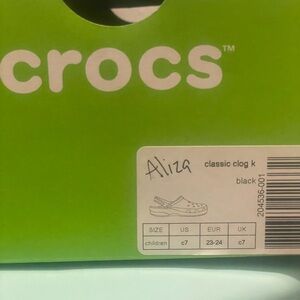 crocs™
Aliza
classic clog k
black
204536-001
SIZE US EUR UK
children c7 23-24 c7